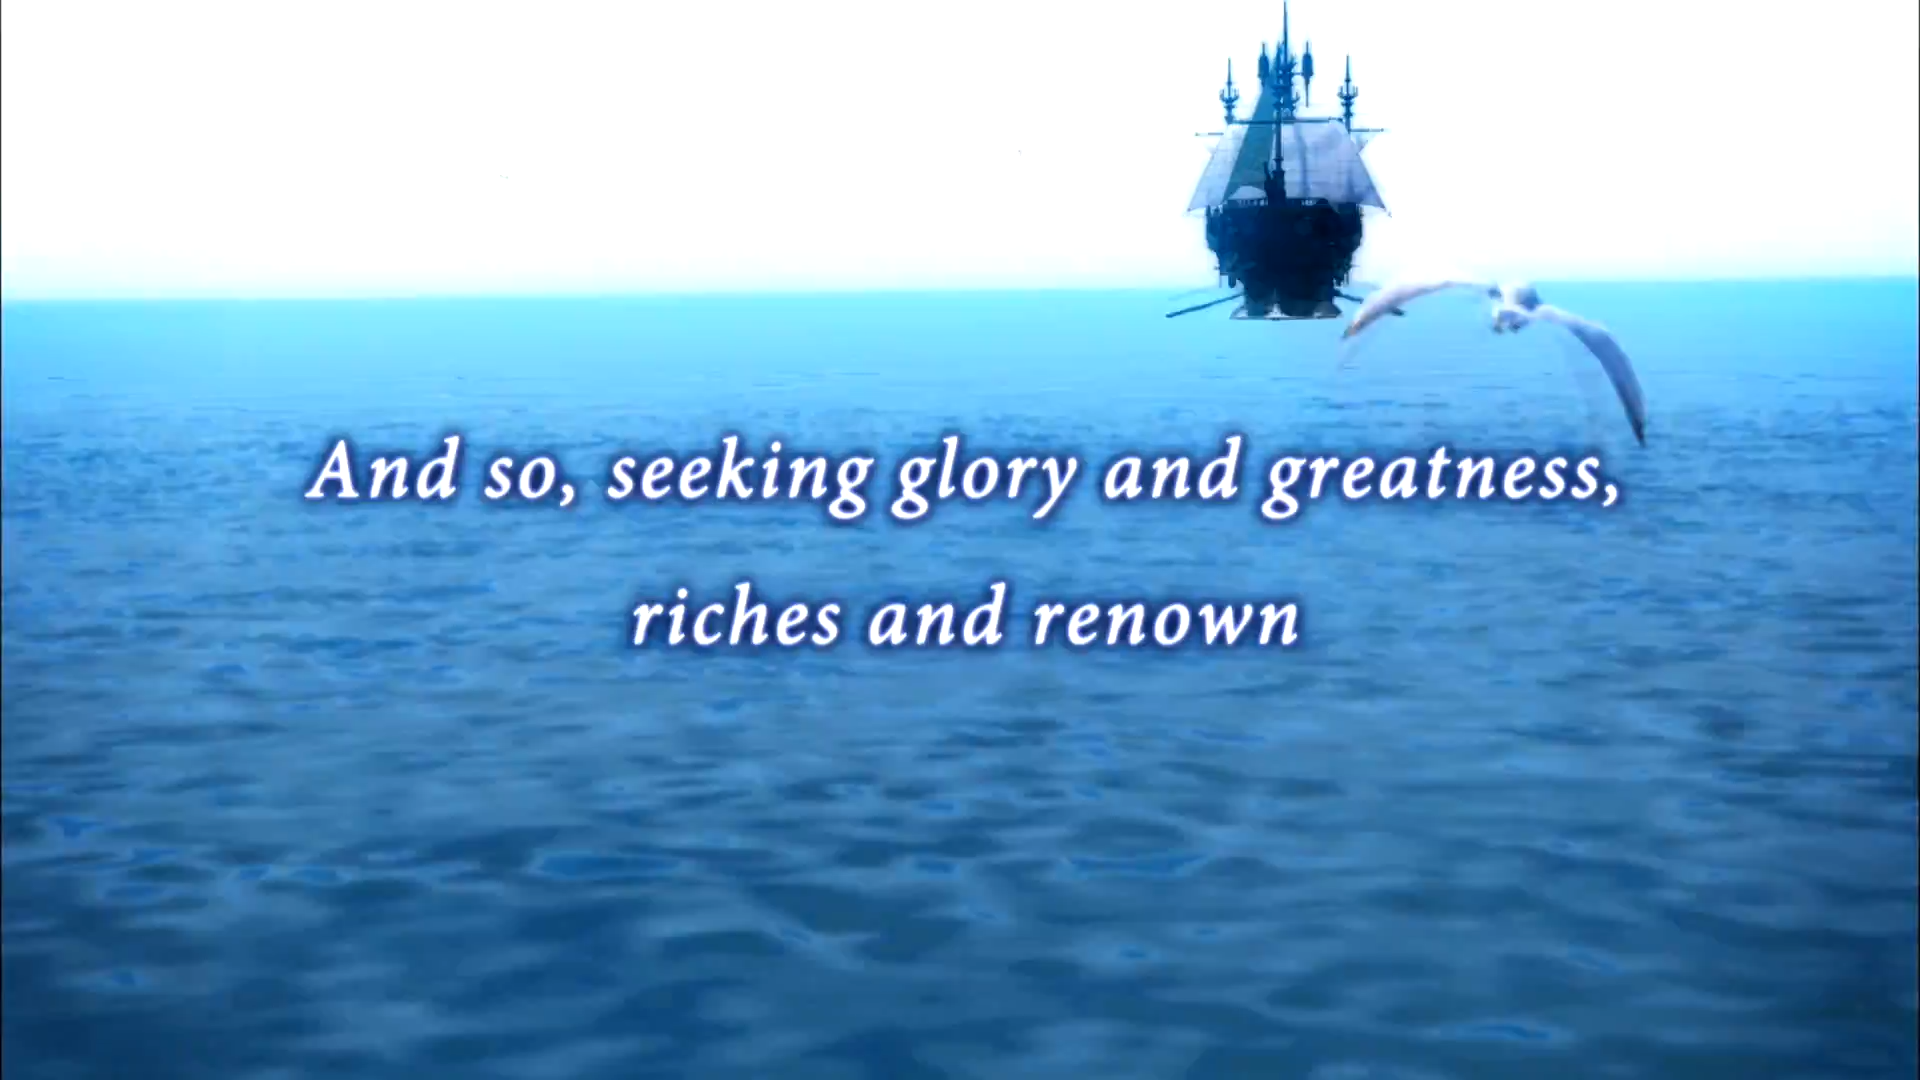 And so, seeking glory and greatness,
riches and renown